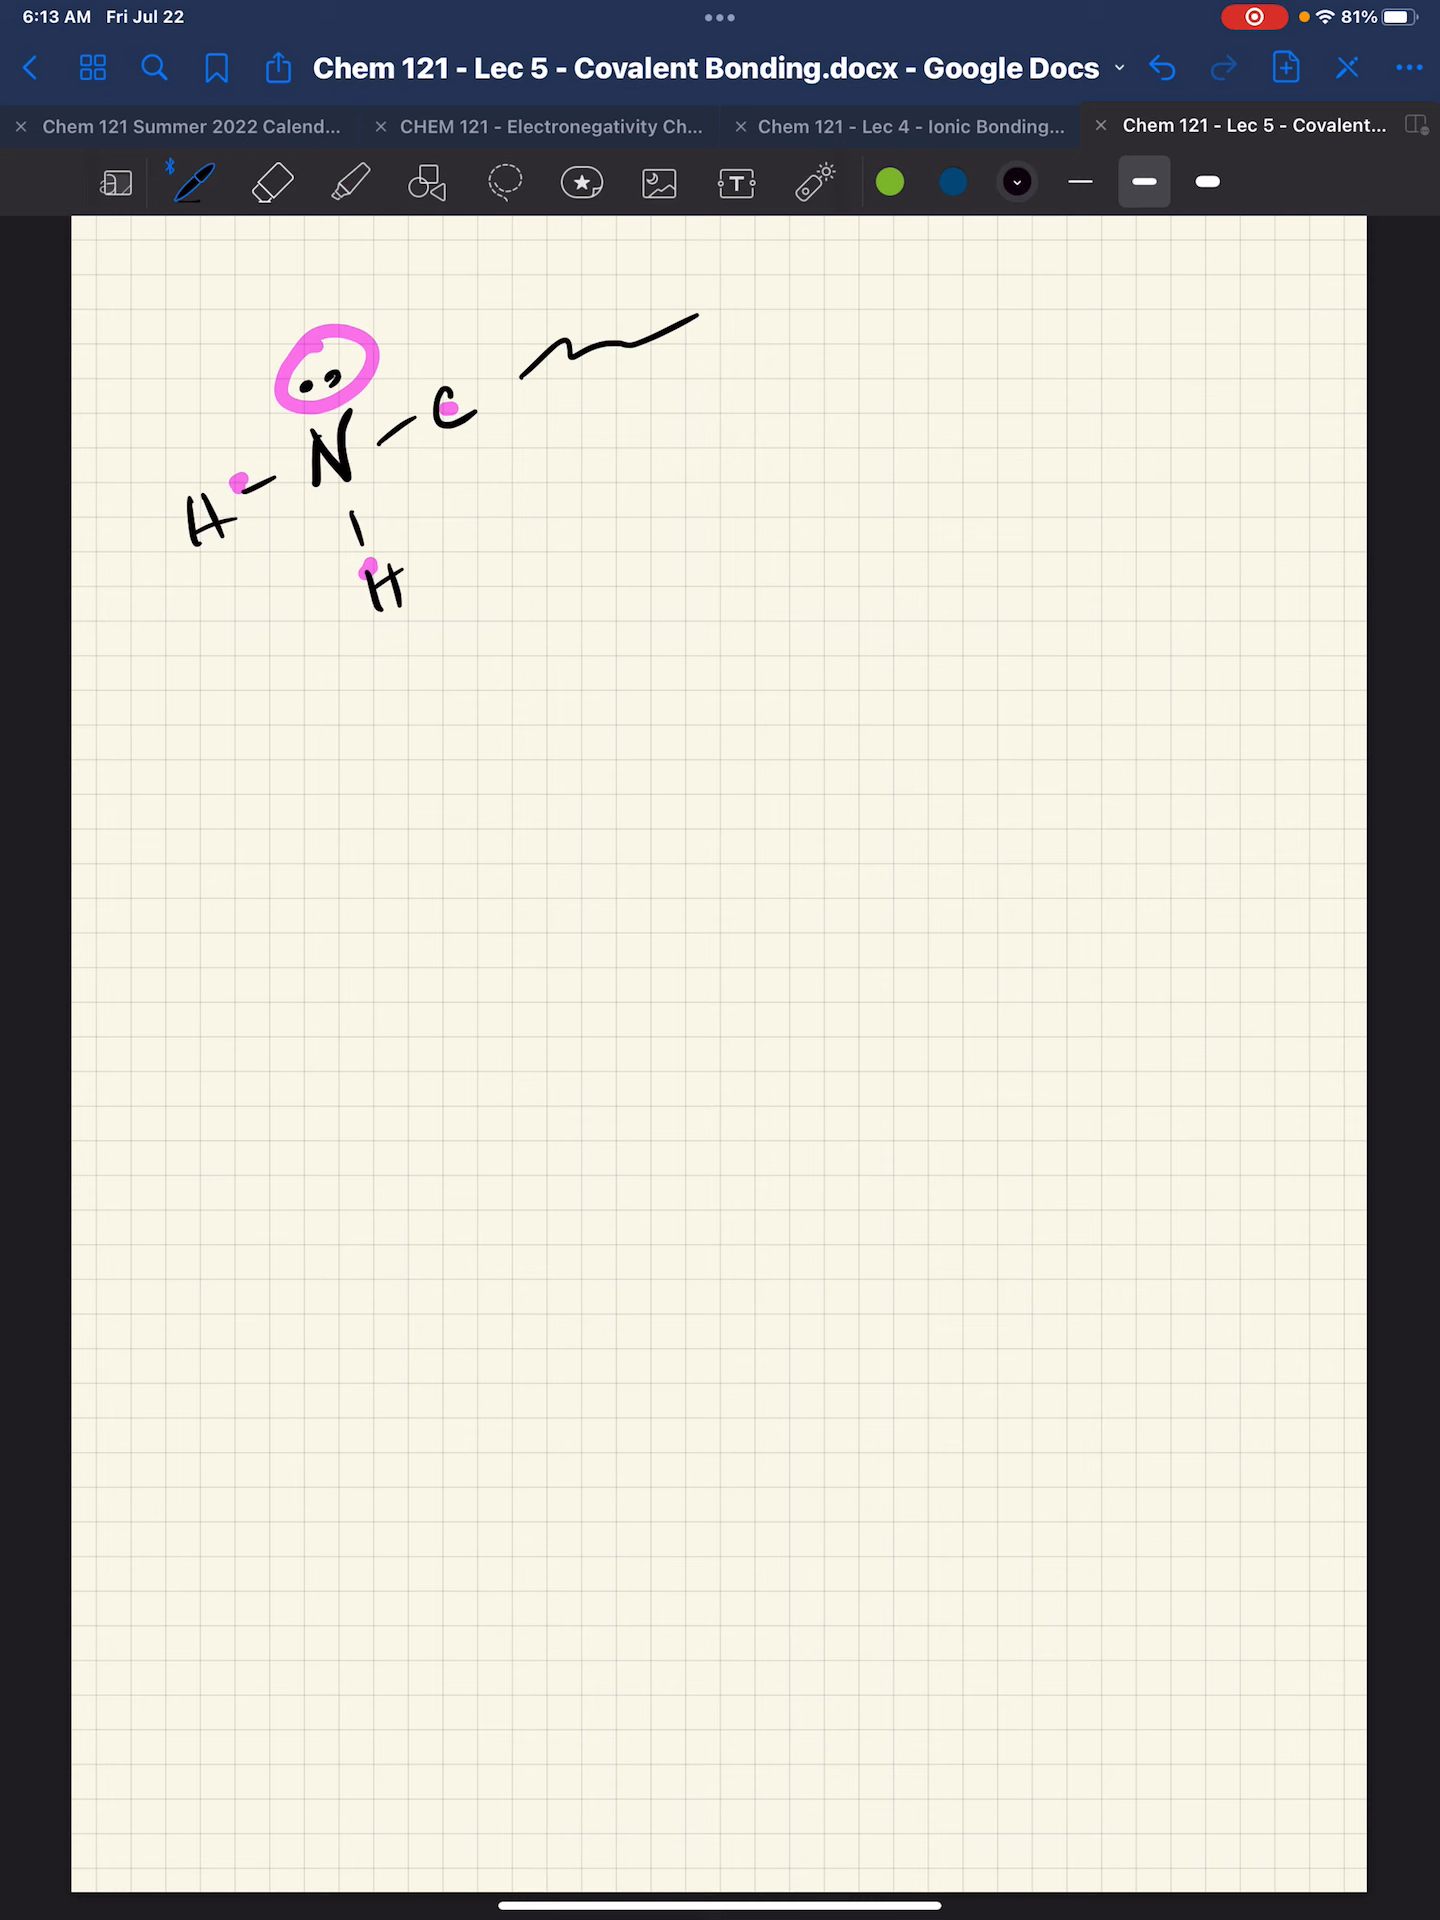 6:13 AM Fri Jul 22
81%
Chem 121 - Lec 5 - Covalent Bonding.docx - Google Docs
Chem 121 Summer 2022 Calend...
CHEM 121 - Electronegativity Ch...
Chem 121 - Lec 4 - Ionic Bonding...
Chem 121 - Lec 5 - Covalent...
T
C
N
H
H